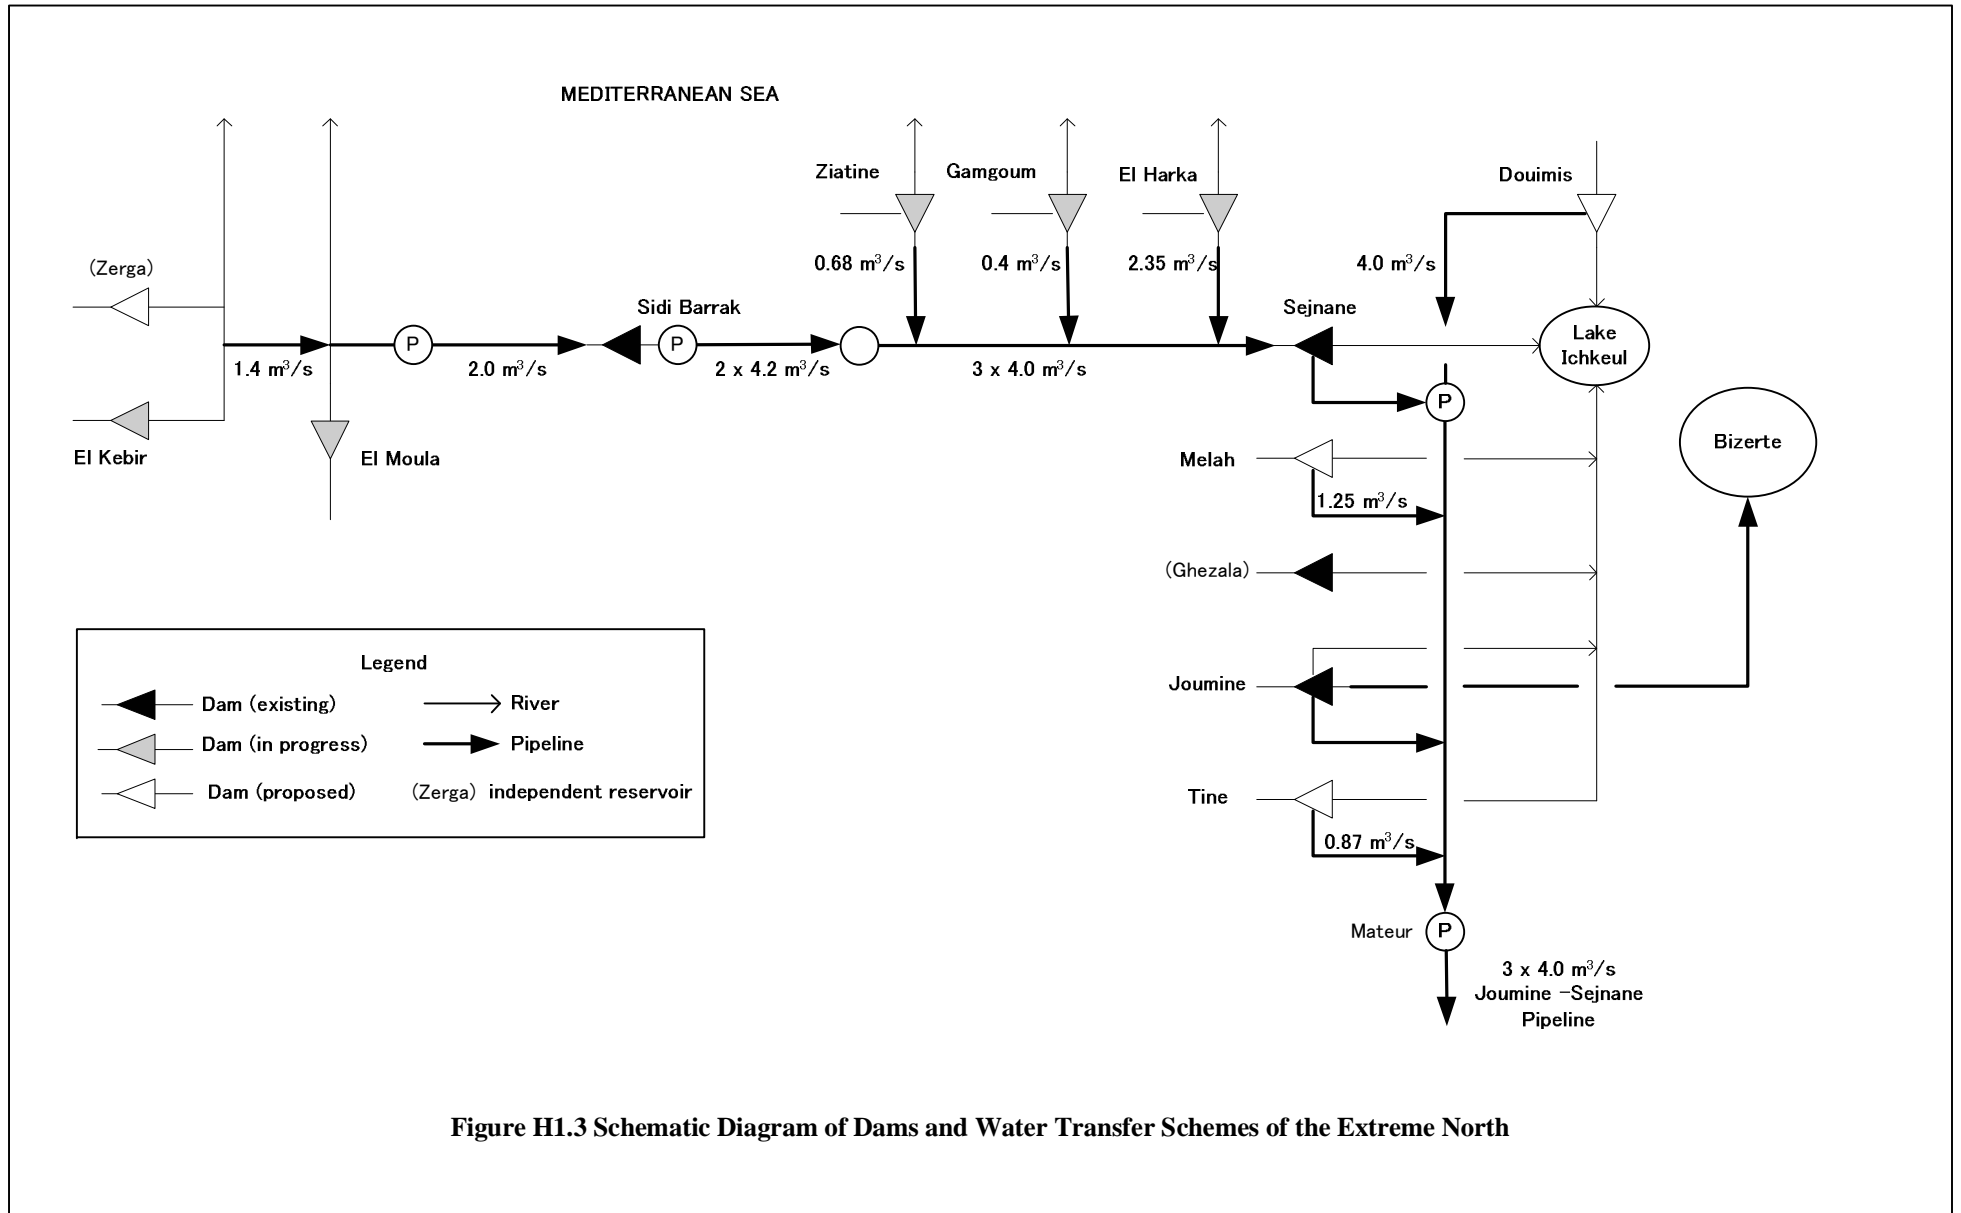 MEDITERRANEAN SEA
Ziatine
Gamgoum
El Harka
Douimis
0.68 m³/s
0.4 m³/s
2.35 m³/s
4.0 m³/s
(Zerga)
Sidi Barrak
Sejnane
Lake
Ichkeul
P
P
1.4 m³/s
2.0 m³/s
2 x 4.2 m³/s
3 x 4.0 m³/s
P
El Kebir
El Moula
Melah
1.25 m³/s
Bizerte
(Ghezala)
Joumine
Tine
0.87 m³/s
Mateur
P
3 x 4.0 m³/s
Joumine -Sejnane
Pipeline
Legend
Dam (existing)
River
Dam (in progress)
Pipeline
Dam (proposed)
(Zerga) independent reservoir
Figure H1.3 Schematic Diagram of Dams and Water Transfer Schemes of the Extreme North